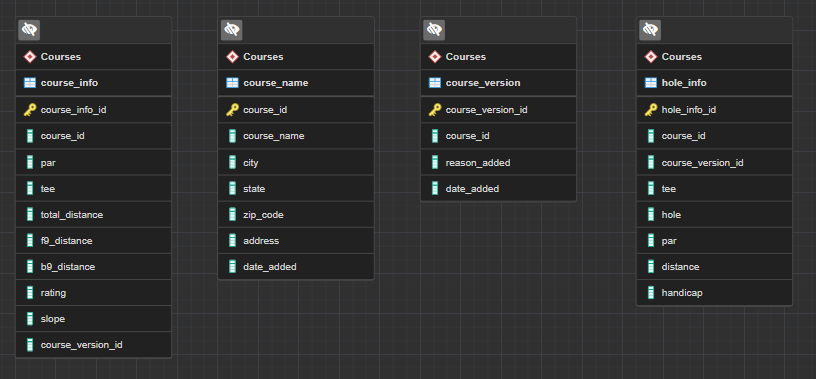 Courses
course_info
course_info_id
course_id
par
tee
total_distance
f9_distance
b9_distance
rating
slope
course_version_id
Courses
course_name
course_id
course_name
city
state
zip_code
address
date_added
Courses
course_version
course_version_id
course_id
reason_added
date_added
Courses
hole_info
hole_info_id
course_id
course_version_id
tee
hole
par
distance
handicap